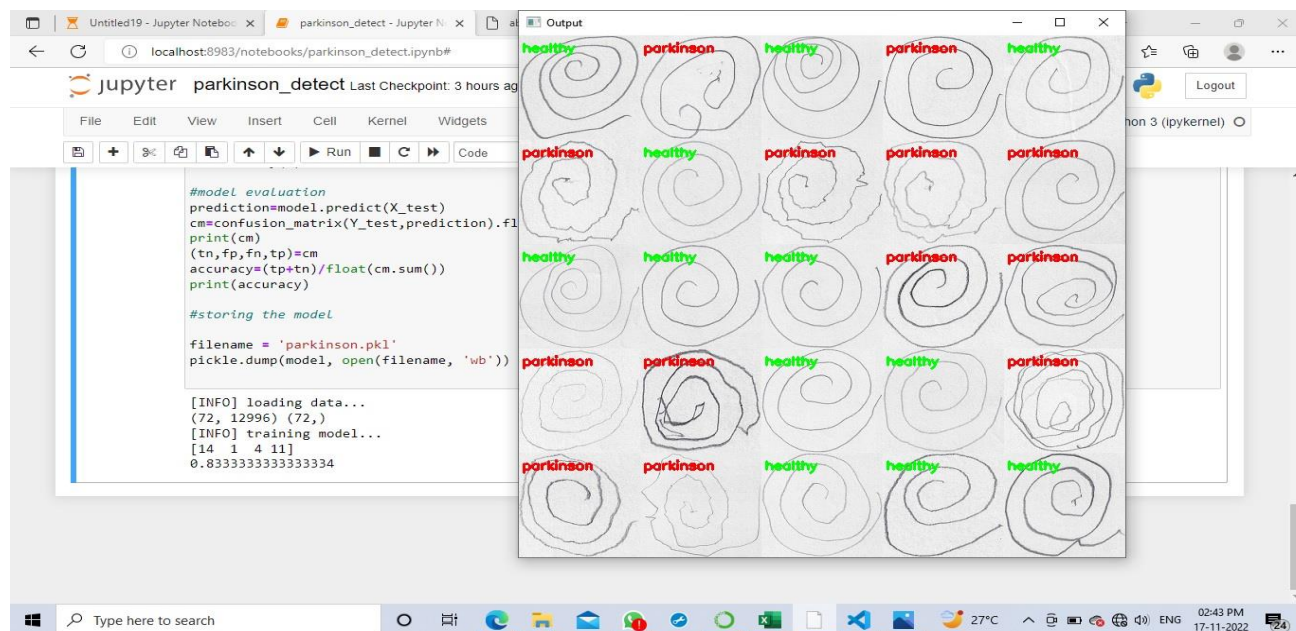 Untitled19 - Jupyter Noteboo
parkinson_detect - Jupyter N
Output
localhost:8983/notebooks/parkinson_detect.ipynb#
jupyter parkinson_detect Last Checkpoint: 3 hours ag
Logout
File Edit View Insert Cell Kernel Widgets
hon 3 (ipykernel)
Run Code
#model evaluation
prediction=model.predict(X_test)
cm=confusion_matrix(Y_test,prediction).fl
print(cm)
(tn,fp,fn,tp)=cm
accuracy=(tp+tn)/float(cm.sum())
print(accuracy)
#storing the model
filename = 'parkinson.pkl'
pickle.dump(model, open(filename, 'wb'))
[INFO] loading data...
(72, 12996) (72,)
[INFO] training model...
[14 1 4 11]
0.8333333333333334
healthy parkinson healthy parkinson healthy
parkinson healthy parkinson parkinson parkinson
healthy healthy healthy parkinson parkinson
parkinson parkinson healthy healthy parkinson
parkinson parkinson healthy healthy healthy
Type here to search
27°C
ENG
02:43 PM
17-11-2022
24